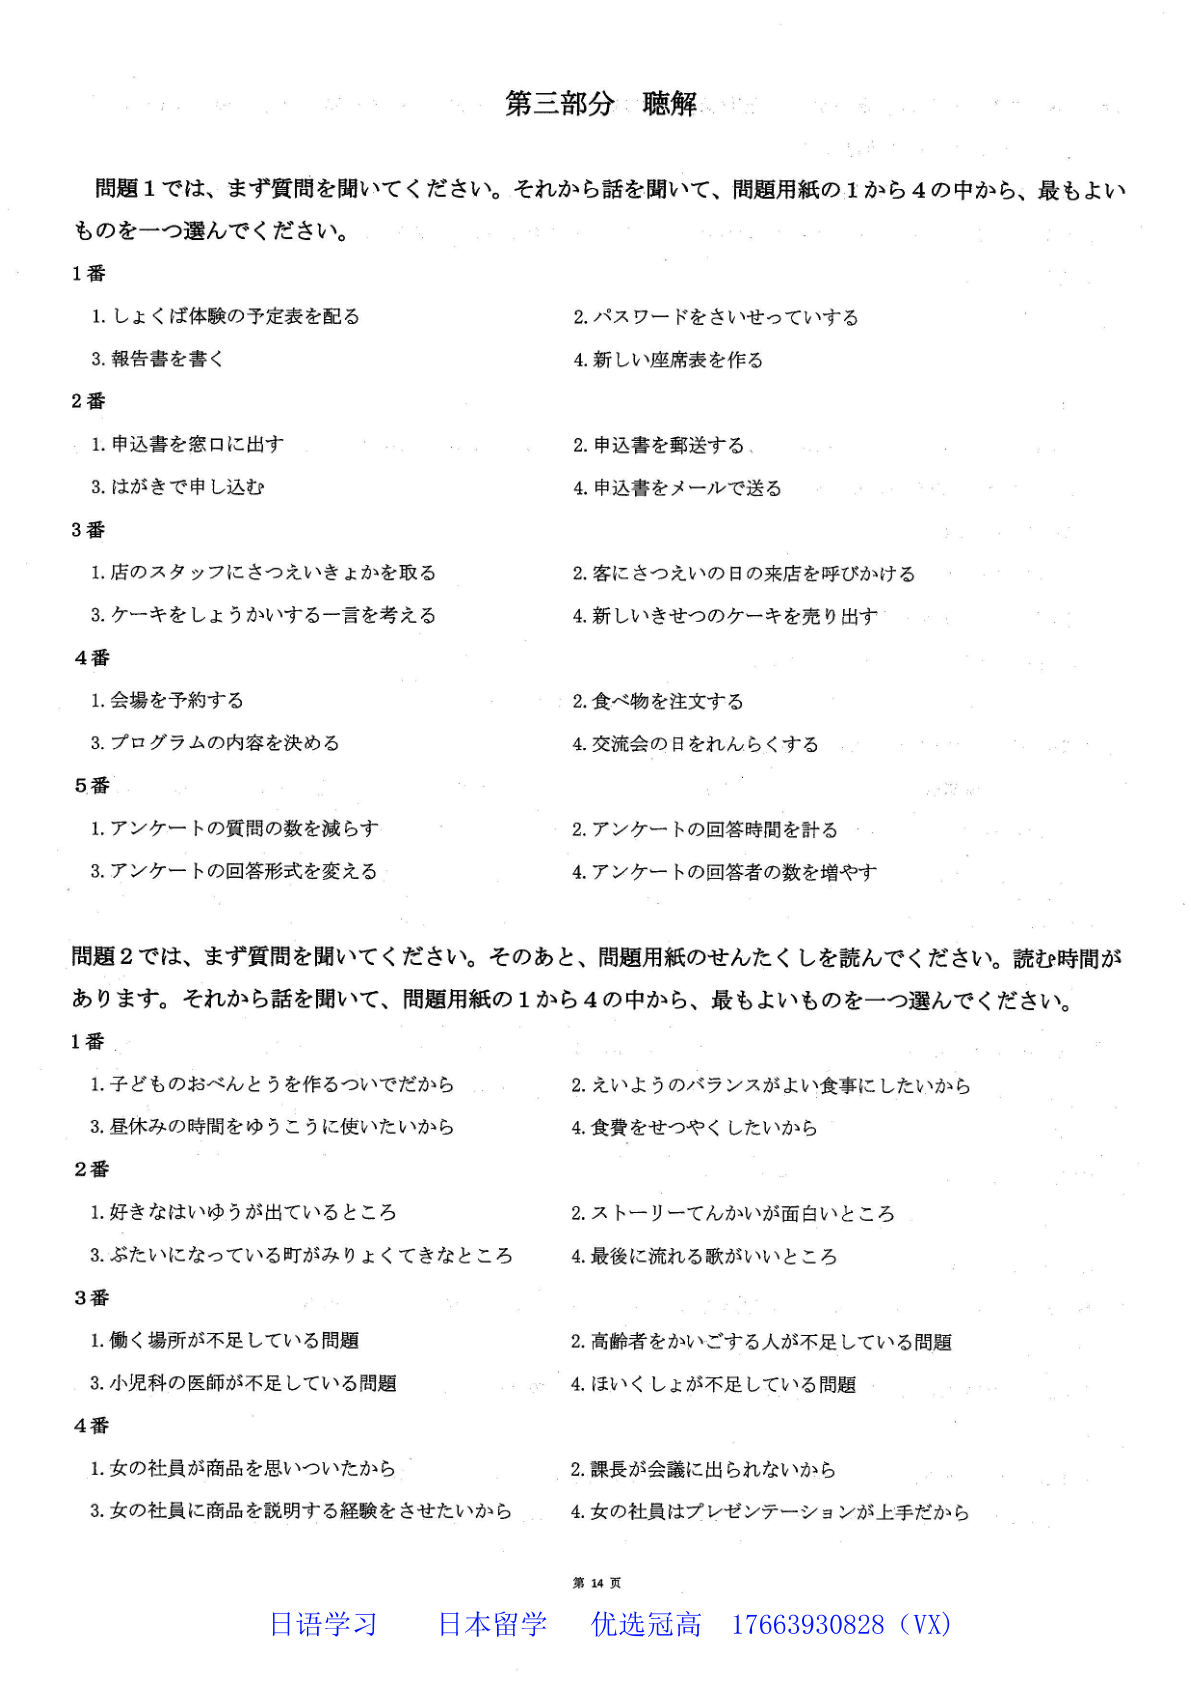 第三部分　聴解
問題１では、まず質問を聞いてください。それから話を聞いて、問題用紙の１から４の中から、最もよい
ものを一つ選んでください。
1番
1. しょくば体験の予定表を配る　2. パスワードをさいせっていする
3. 報告書を書く　4. 新しい座席表を作る
2番
1. 申込書を窓口に出す　2. 申込書を郵送する
3. はがきで申し込む　4. 申込書をメールで送る
3番
1. 店のスタッフにさつえいきょかを取る　2. 客にさつえいの日の来店を呼びかける
3. ケーキをしょうかいする一言を考える　4. 新しいきせつのケーキを売り出す
4番
1. 会場を予約する　2. 食べ物を注文する
3. プログラムの内容を決める　4. 交流会の日をれんらくする
5番
1. アンケートの質問の数を減らす　2. アンケートの回答時間を計る
3. アンケートの回答形式を変える　4. アンケートの回答者の数を増やす
問題２では、まず質問を聞いてください。そのあと、問題用紙のせんたくしを読んでください。読む時間が
あります。それから話を聞いて、問題用紙の１から４の中から、最もよいものを一つ選んでください。
1番
1. 子どものおべんとうを作るついでだから　2. えいようのバランスがよい食事にしたいから
3. 昼休みの時間をゆうこうに使いたいから　4. 食費をせつやくしたいから
2番
1. 好きなはいゆうが出ているところ　2. ストーリーてんかいが面白いところ
3. ぶたいになっている町がみりょくてきなところ　4. 最後に流れる歌がいいところ
3番
1. 働く場所が不足している問題　2. 高齢者をかいごする人が不足している問題
3. 小児科の医師が不足している問題　4. ほいくしょが不足している問題
4番
1. 女の社員が商品を思いついたから　2. 課長が会議に出られないから
3. 女の社員に商品を説明する経験をさせたいから　4. 女の社員はプレゼンテーションが上手だから
第 14 页
日语学习　日本留学　优选冠高　17663930828（VX)